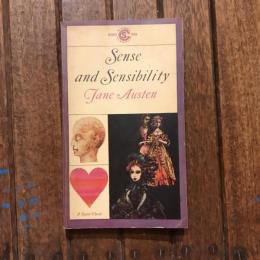 Sense
and Sensibility
Jane Austen
A Signet Classic